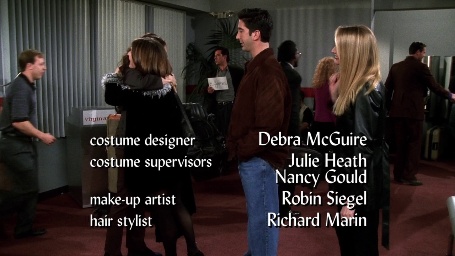 costume designer Debra McGuire
costume supervisors Julie Heath
Nancy Gould
make-up artist Robin Siegel
hair stylist Richard Marin